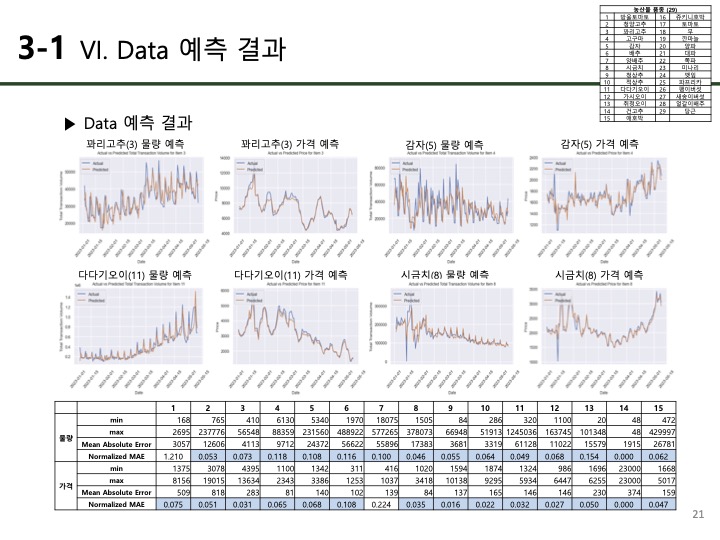 3-1 VI. Data 예측 결과
농산물 품종 (29)
1 방울토마토 16 쥬키니호박
2 청양고추 17 토마토
3 꽈리고추 18 무
4 고구마 19 깐마늘
5 감자 20 양파
6 배추 21 대파
7 양배추 22 쪽파
8 시금치 23 미나리
9 청상추 24 깻잎
10 적상추 25 파프리카
11 다다기오이 26 팽이버섯
12 가시오이 27 새송이버섯
13 취청오이 28 얼갈이배추
14 건고추 29 당근
15 애호박
▶ Data 예측 결과
꽈리고추(3) 물량 예측 꽈리고추(3) 가격 예측 감자(5) 물량 예측 감자(5) 가격 예측
다다기오이(11) 물량 예측 다다기오이(11) 가격 예측 시금치(8) 물량 예측 시금치(8) 가격 예측
Actual
Predicted
Date
1 2 3 4 5 6 7 8 9 10 11 12 13 14 15
물량
min 168 765 410 6130 5340 1970 18075 1505 84 286 320 1100 20 48 472
max 2695 237776 56548 88359 231560 488922 577265 378073 66948 51913 1245036 163745 101348 48 429997
Mean Absolute Error 3057 12606 4113 9712 24372 56622 55896 17383 3681 3319 61128 11022 15579 1915 26781
Normalized MAE 1.210 0.053 0.073 0.118 0.108 0.116 0.100 0.046 0.055 0.064 0.049 0.068 0.154 0.000 0.062
가격
min 1375 3078 4395 1100 1342 311 416 1020 1594 1874 1324 986 1696 23000 1668
max 8156 19015 13634 2343 3386 1253 1037 3418 10138 9295 5934 6447 6255 23000 5017
Mean Absolute Error 509 818 283 81 140 102 139 84 137 165 146 146 230 374 159
Normalized MAE 0.075 0.051 0.031 0.065 0.068 0.108 0.224 0.035 0.016 0.022 0.032 0.027 0.050 0.000 0.047
21